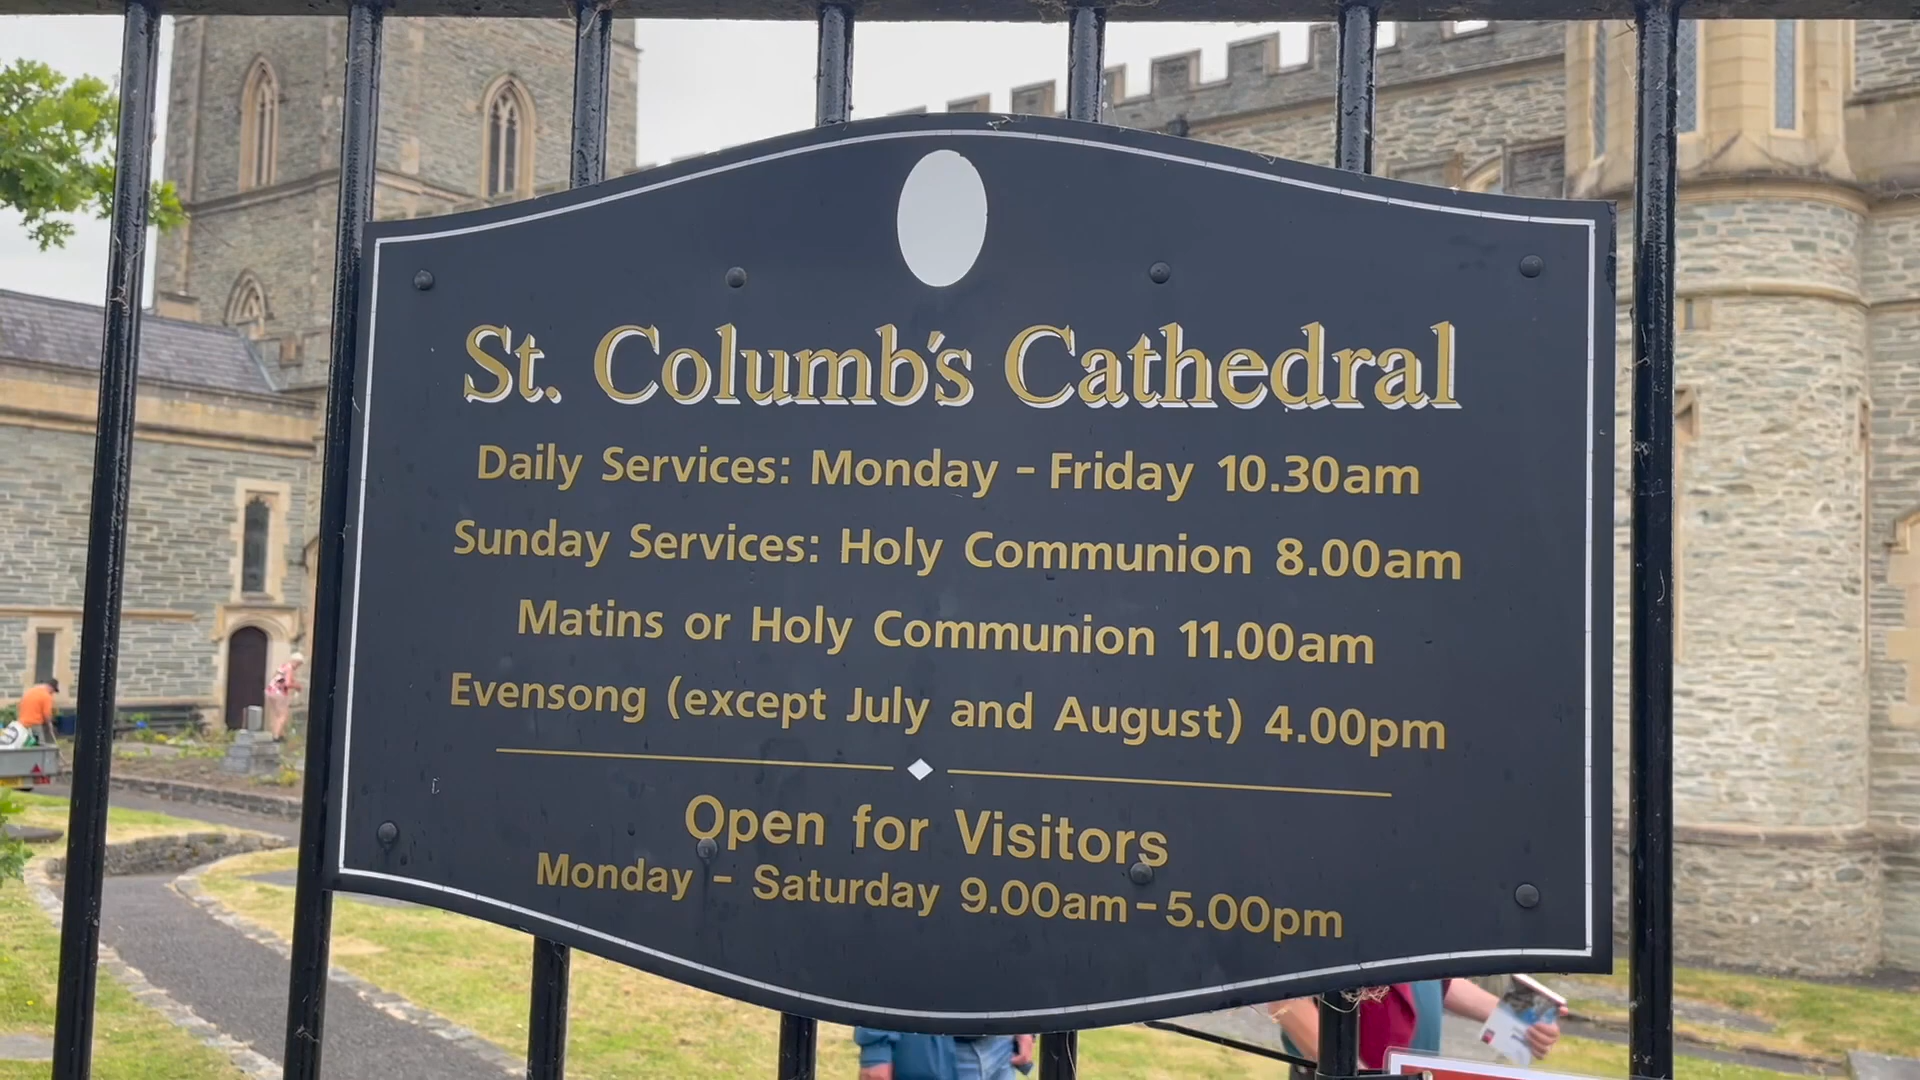 St. Columb's Cathedral
Daily Services: Monday - Friday 10.30am
Sunday Services: Holy Communion 8.00am
Matins or Holy Communion 11.00am
Evensong (except July and August) 4.00pm
Open for Visitors
Monday - Saturday 9.00am-5.00pm